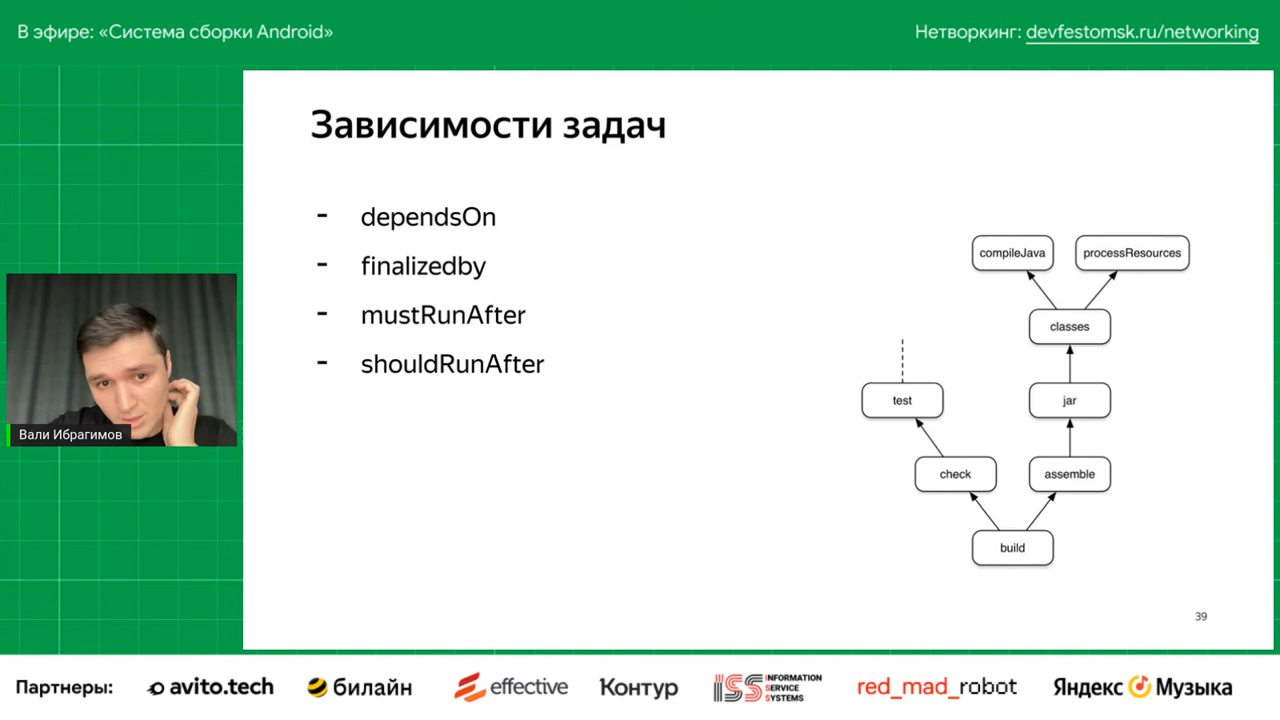 В эфире: «Система сборки Android»
Нетворкинг: devfestomsk.ru/networking
Зависимости задач
- dependsOn
- finalizedby
- mustRunAfter
- shouldRunAfter
compileJava
processResources
classes
test
jar
check
assemble
build
39
Вали Ибрагимов
Партнеры:
avito.tech
билайн
effective
Контур
ISS INFORMATION SERVICE SYSTEMS
red_mad_robot
Яндекс Музыка